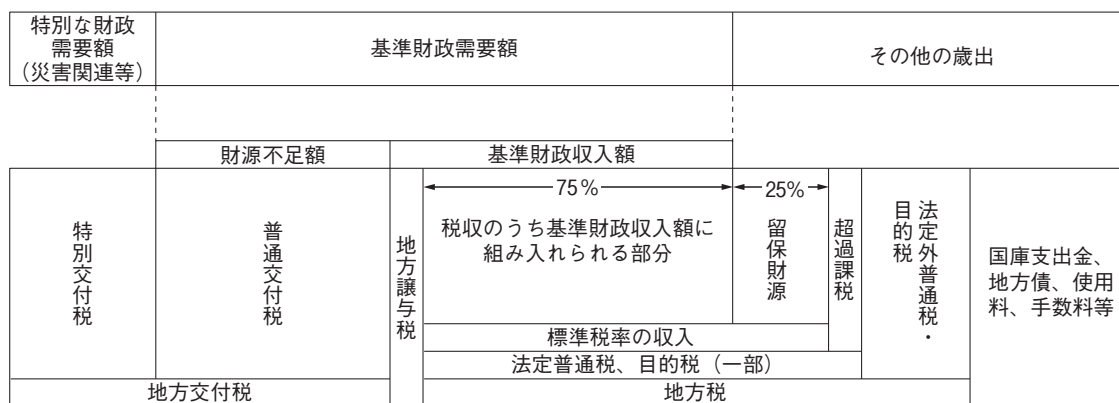 特別な財政
需要額
（災害関連等）
基準財政需要額
その他の歳出
財源不足額
基準財政収入額
75%
25%
特別交付税
普通交付税
地方譲与税
税収のうち基準財政収入額に
組み入れられる部分
留保財源
超過課税
法定外普通税・
目的税
国庫支出金、
地方債、使用
料、手数料等
標準税率の収入
法定普通税、目的税（一部）
地方交付税
地方税